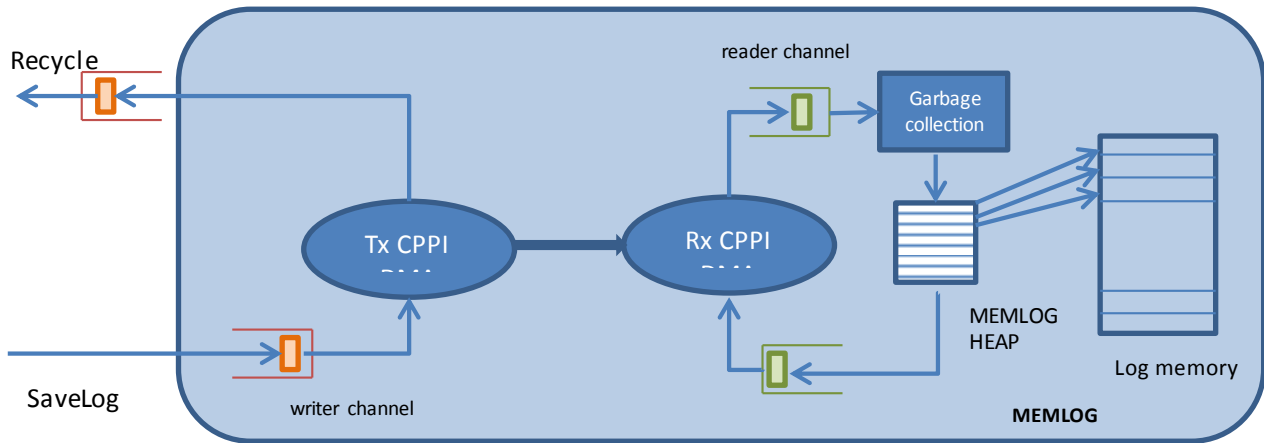 reader channel
Recycle
Garbage
collection
Tx CPPI
Rx CPPI
MEMLOG
HEAP
Log memory
SaveLog
writer channel
MEMLOG